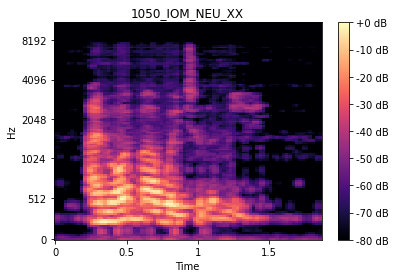 1050_IOM_NEU_XX
8192
4096
2048
1024
512
0
Hz
0
0.5
1
1.5
Time
+0 dB
-10 dB
-20 dB
-30 dB
-40 dB
-50 dB
-60 dB
-70 dB
-80 dB